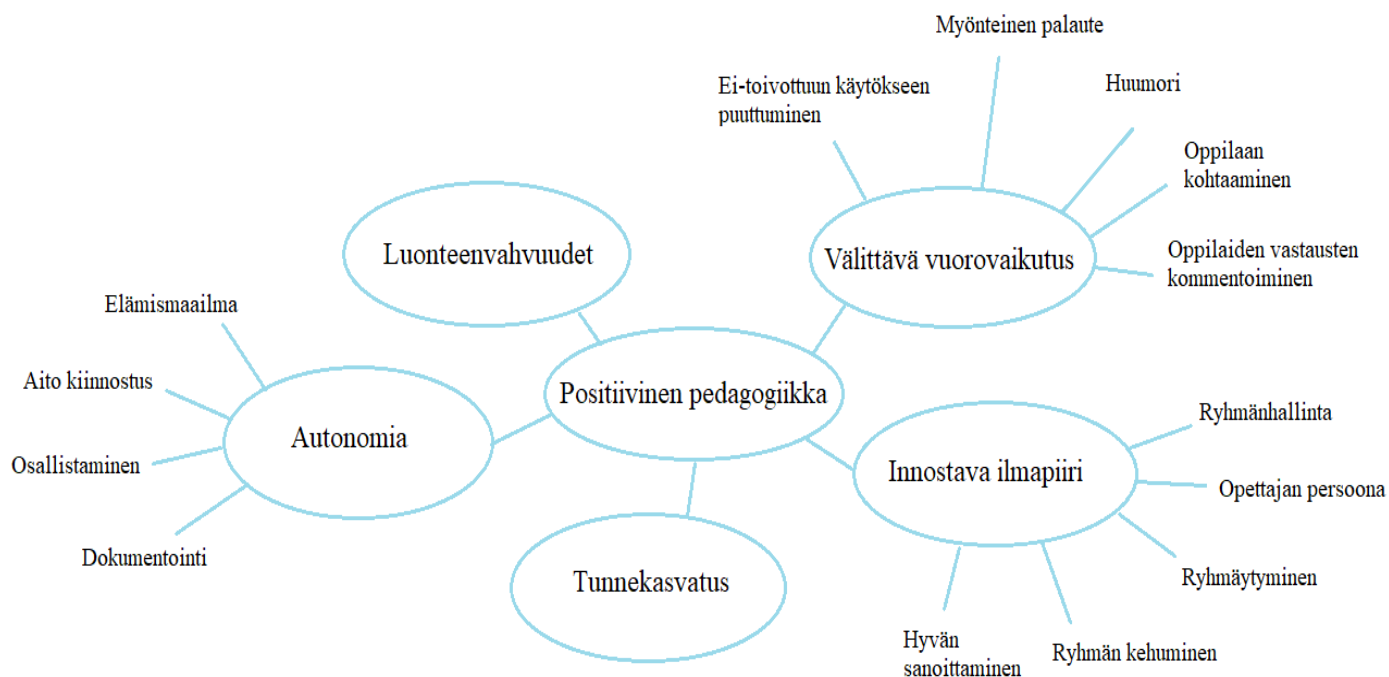 Myönteinen palaute
Ei-toivottuun käytökseen
puuttuminen
Huumori
Oppilaan
kohtaaminen
Oppilaiden vastausten
kommentoiminen
Välittävä vuorovaikutus
Luonteenvahvuudet
Elämismaailma
Aito kiinnostus
Osallistaminen
Dokumentointi
Autonomia
Positiivinen pedagogiikka
Innostava ilmapiiri
Ryhmänhallinta
Opettajan persoona
Ryhmäytyminen
Ryhmän kehuminen
Hyvän
sanoittaminen
Tunnekasvatus